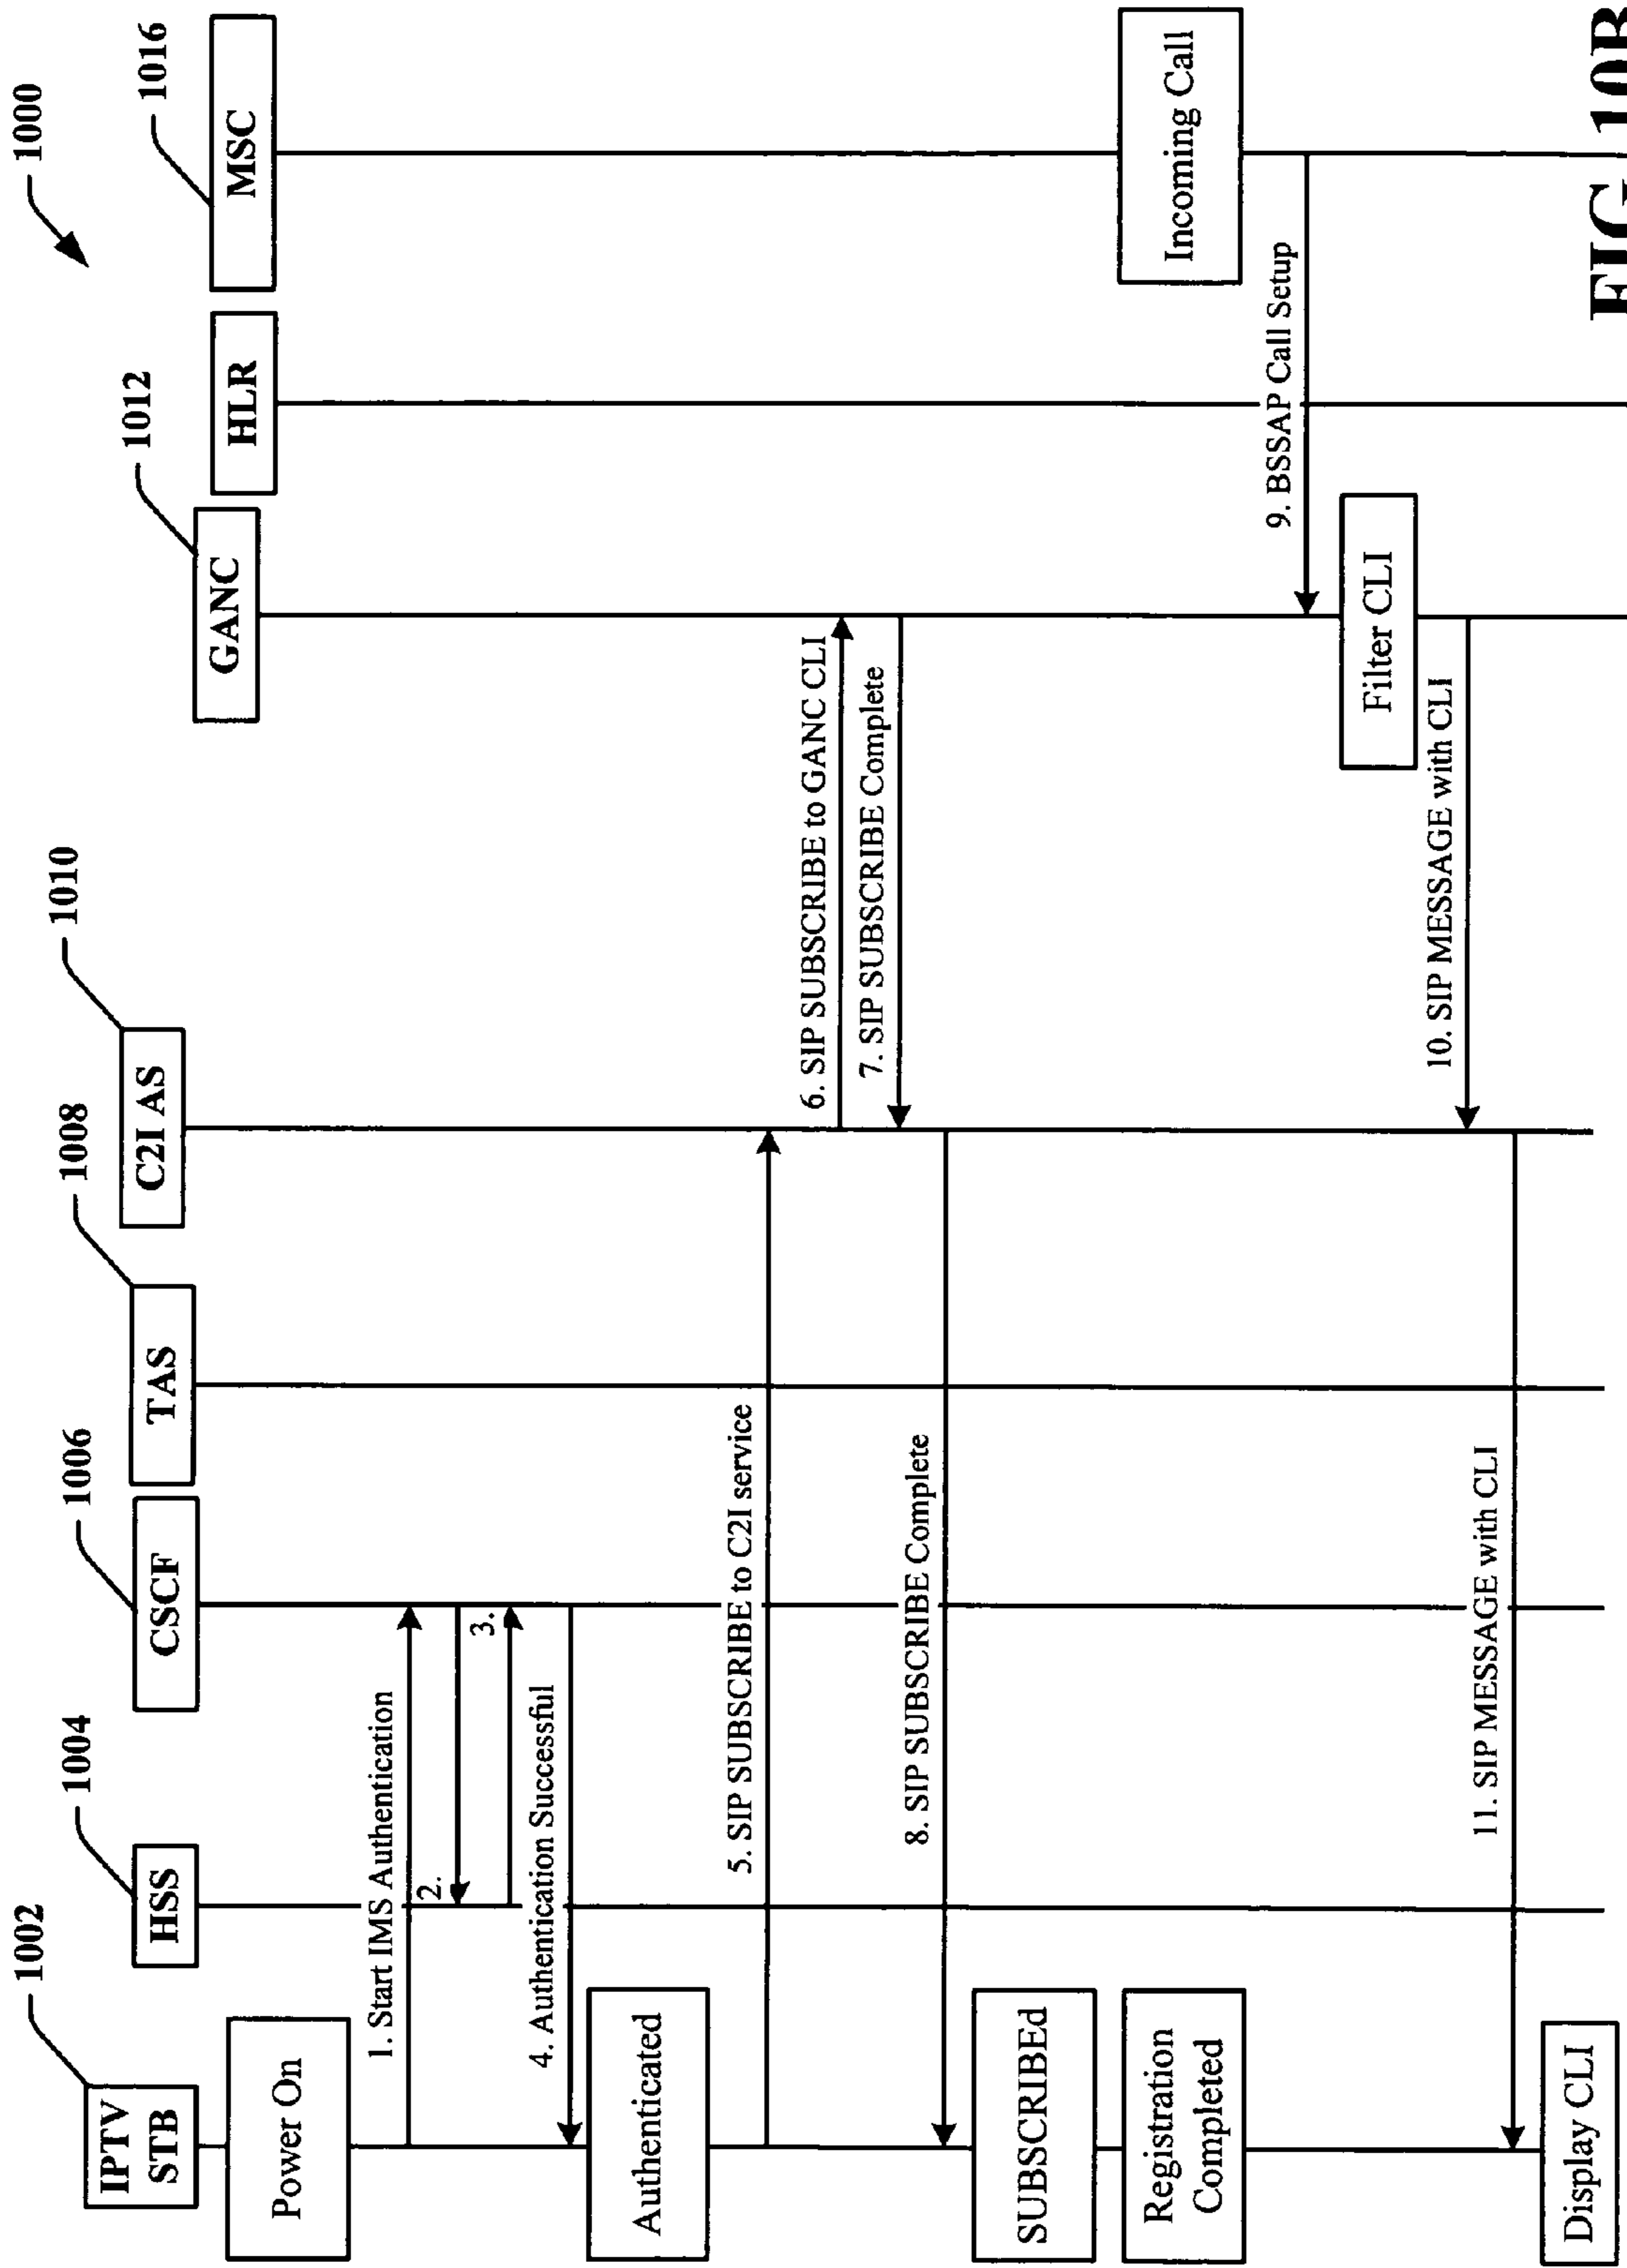 1000
1002
1004
1006
1008
1010
1012
1016
IPTV
STB
HSS
CSCF
TAS
C2I AS
GANC
HLR
MSC
Power On
1. Start IMS Authentication
2.
3.
4. Authentication Successful
Authenticated
5. SIP SUBSCRIBE to C2I service
6. SIP SUBSCRIBE to GANC CLI
7. SIP SUBSCRIBE Complete
8. SIP SUBSCRIBE Complete
SUBSCRIBEd
Registration
Completed
Incoming Call
9. BSSAP Call Setup
Filter CLI
10. SIP MESSAGE with CLI
11. SIP MESSAGE with CLI
Display CLI
FIG. 10B